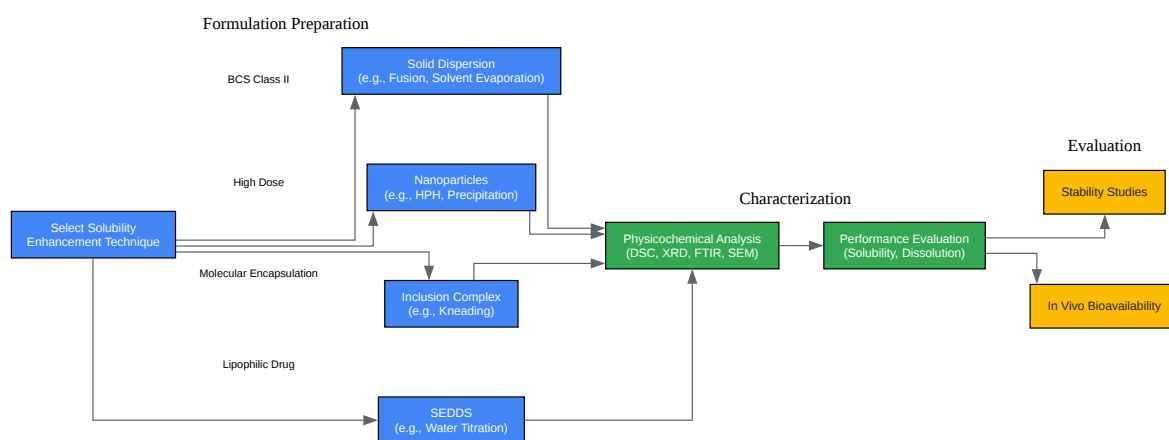 Formulation Preparation
Solid Dispersion
(e.g., Fusion, Solvent Evaporation)
BCS Class II
Evaluation
High Dose
Nanoparticles
(e.g., HPH, Precipitation)
Stability Studies
Characterization
Select Solubility
Enhancement Technique
Physicochemical Analysis
(DSC, XRD, FTIR, SEM)
Performance Evaluation
(Solubility, Dissolution)
Molecular Encapsulation
Inclusion Complex
(e.g., Kneading)
In Vivo Bioavailability
Lipophilic Drug
SEDDS
(e.g., Water Titration)